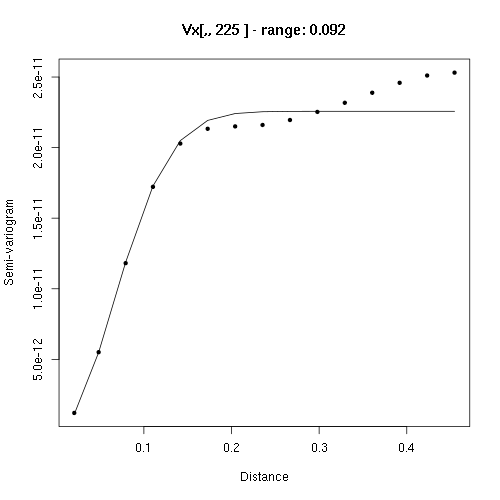 Vx[,, 225 ] - range: 0.092
2.5e-11
2.0e-11
1.5e-11
1.0e-11
5.0e-12
Semi-variogram
0.1 0.2 0.3 0.4
Distance